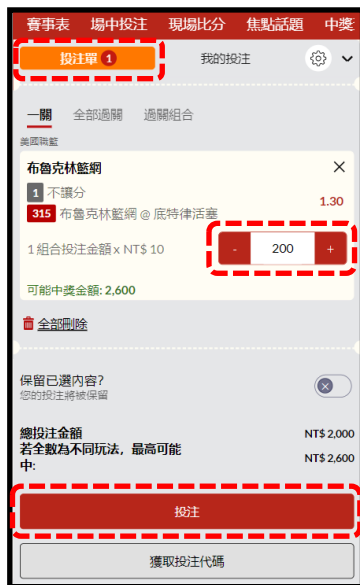 賽事表 場中投注 現場比分 焦點話題 中獎
投注單 1 我的投注
一關 全部過關 過關組合
美國職籃
布魯克林籃網
1 不讓分
1.30
315 布魯克林籃網 @ 底特律活塞
1 組合投注金額 x NT$ 10 - 200 +
可能中獎金額: 2,600
全部刪除
保留已選內容?
您的投注將被保留
總投注金額 NT$ 2,000
若全數為不同玩法，最高可能中: NT$ 2,600
投注
獲取投注代碼